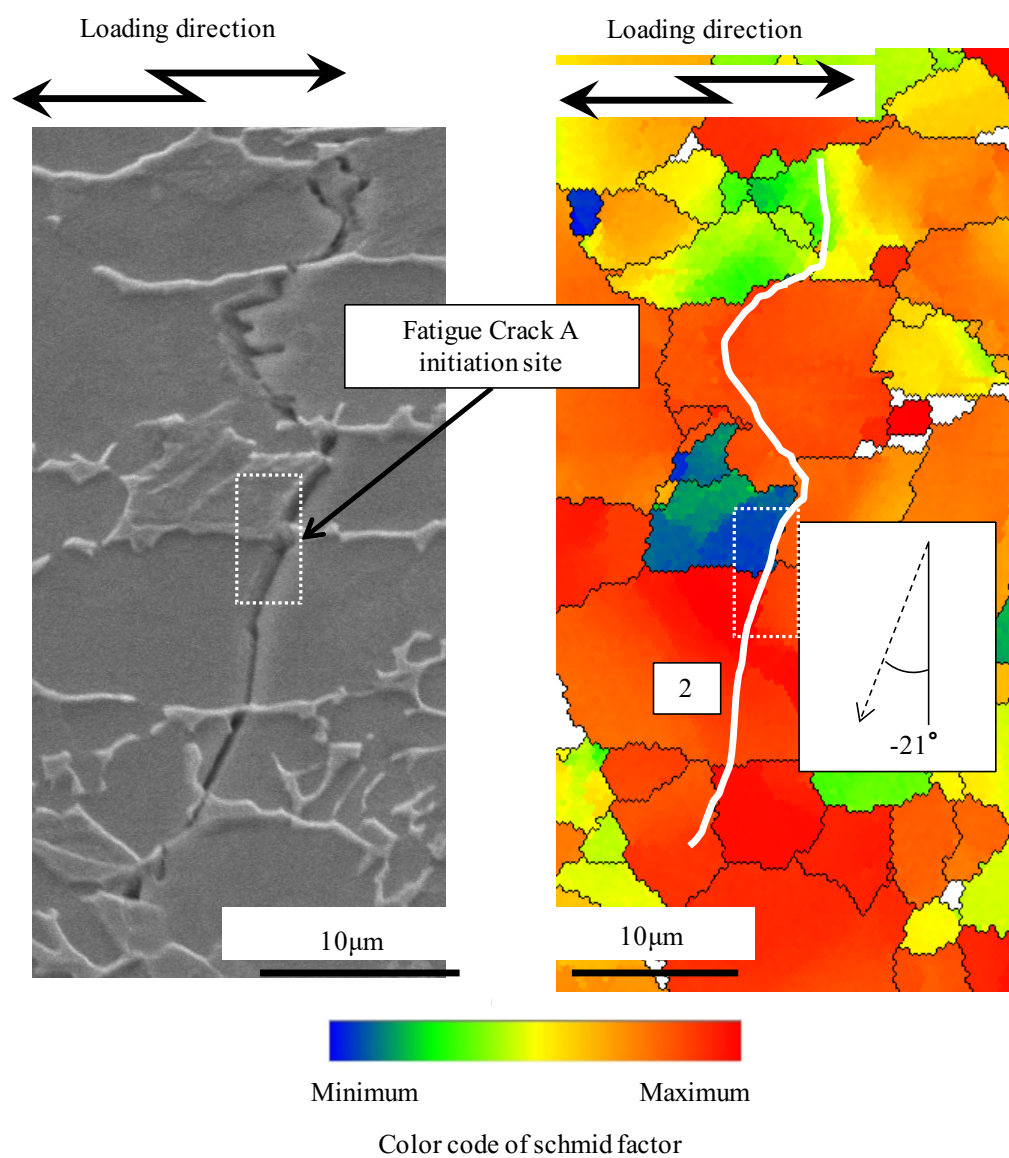 Loading direction
Loading direction
Fatigue Crack A
initiation site
2
-21°
10μm
10μm
Minimum
Maximum
Color code of schmid factor